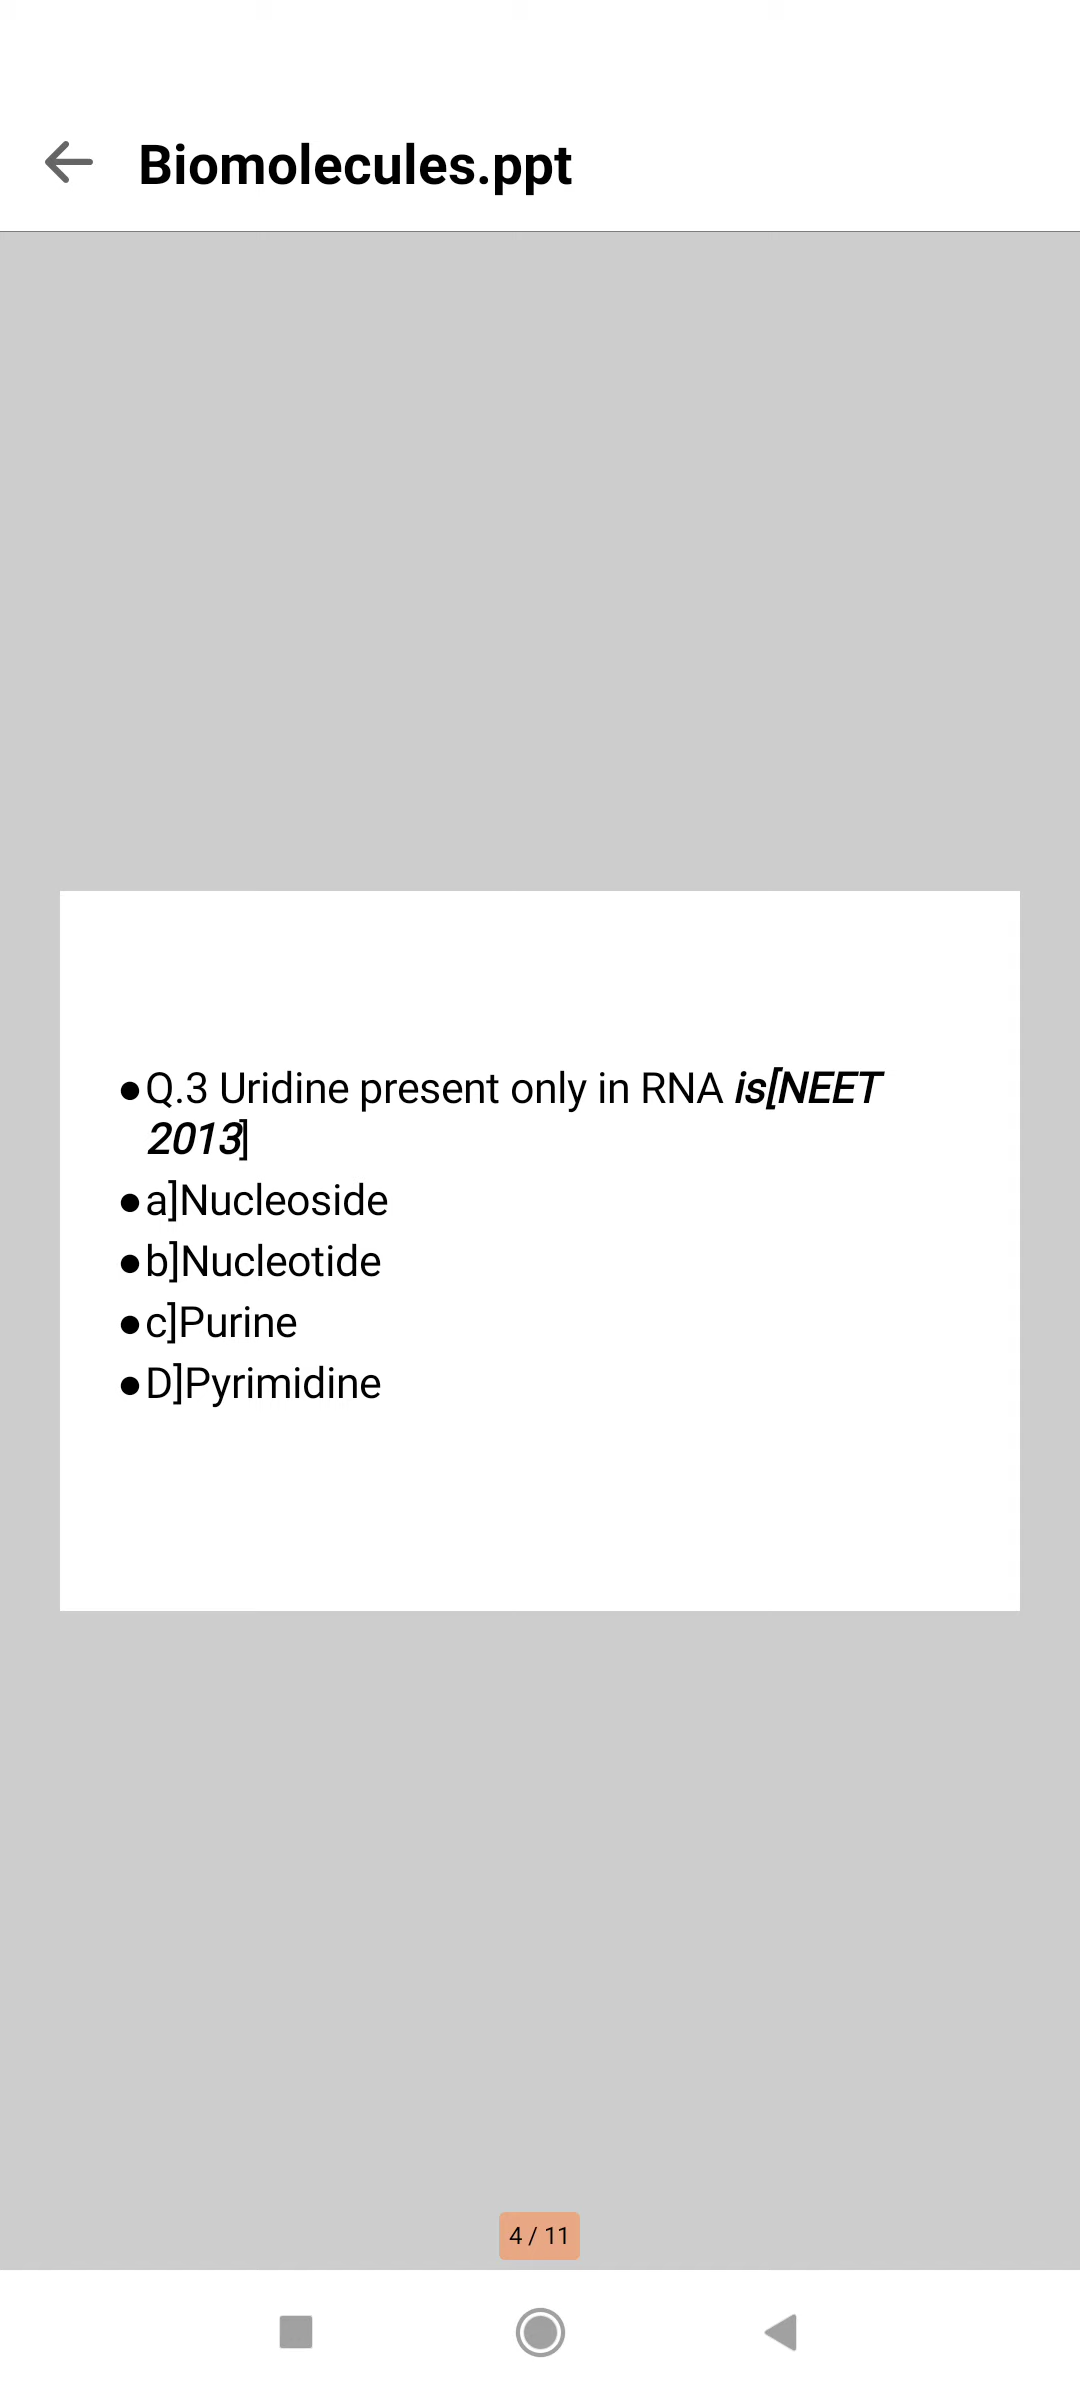 Biomolecules.ppt
●Q.3 Uridine present only in RNA is[NEET
2013]
●a]Nucleoside
●b]Nucleotide
●c]Purine
●D]Pyrimidine
4 / 11